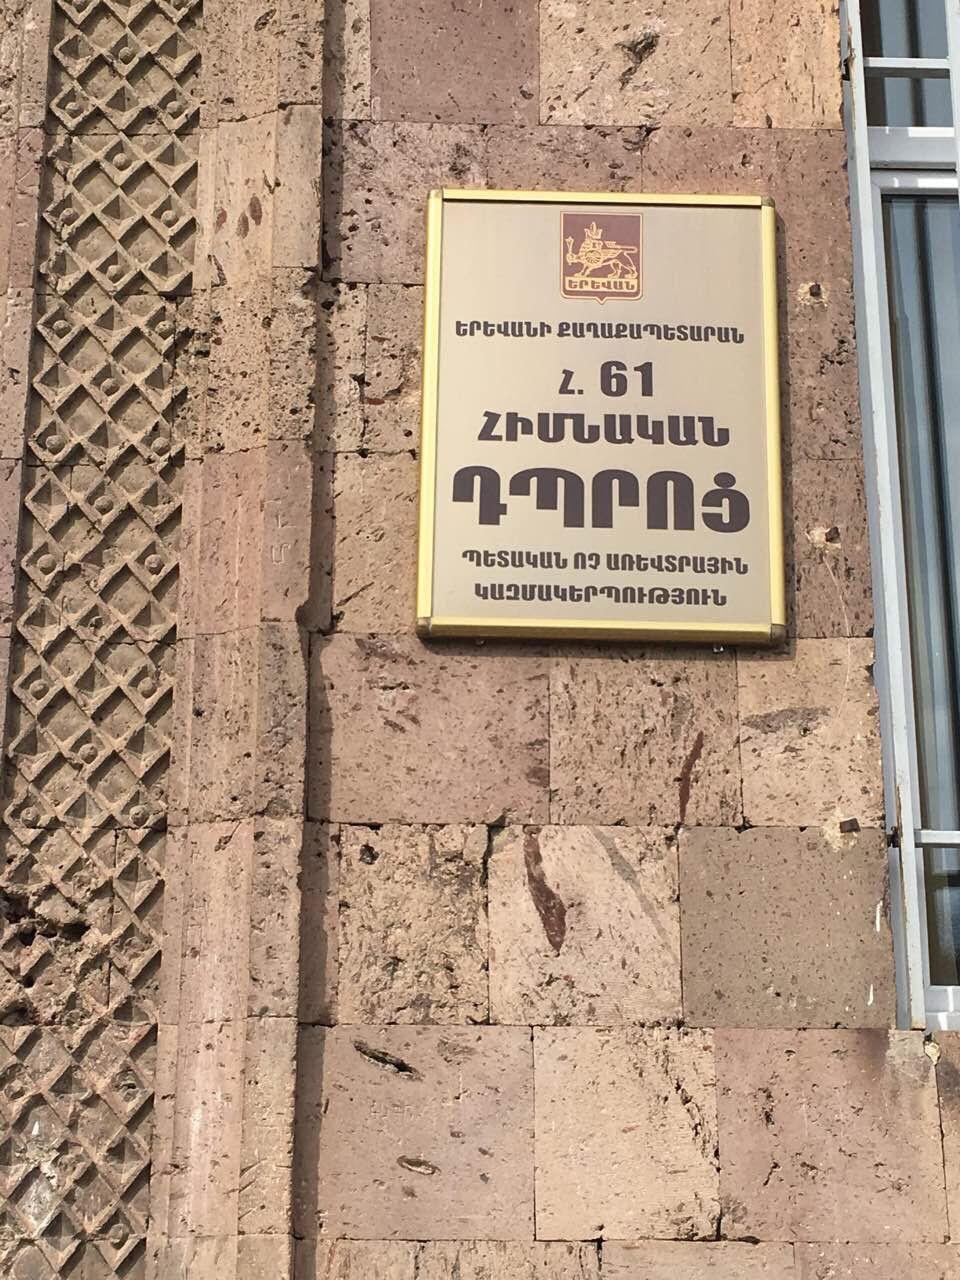 ԵՐԵՎԱՆ
ԵՐԵՎԱՆԻ ՔԱՂԱՔԱՊԵՏԱՐԱՆ
Հ. 61
ՀԻՄՆԱԿԱՆ
ԴՊՐՈՑ
ՊԵՏԱԿԱՆ ՈՉ ԱՌԵՎՏՐԱՅԻՆ
ԿԱԶՄԱԿԵՐՊՈՒԹՅՈՒՆ